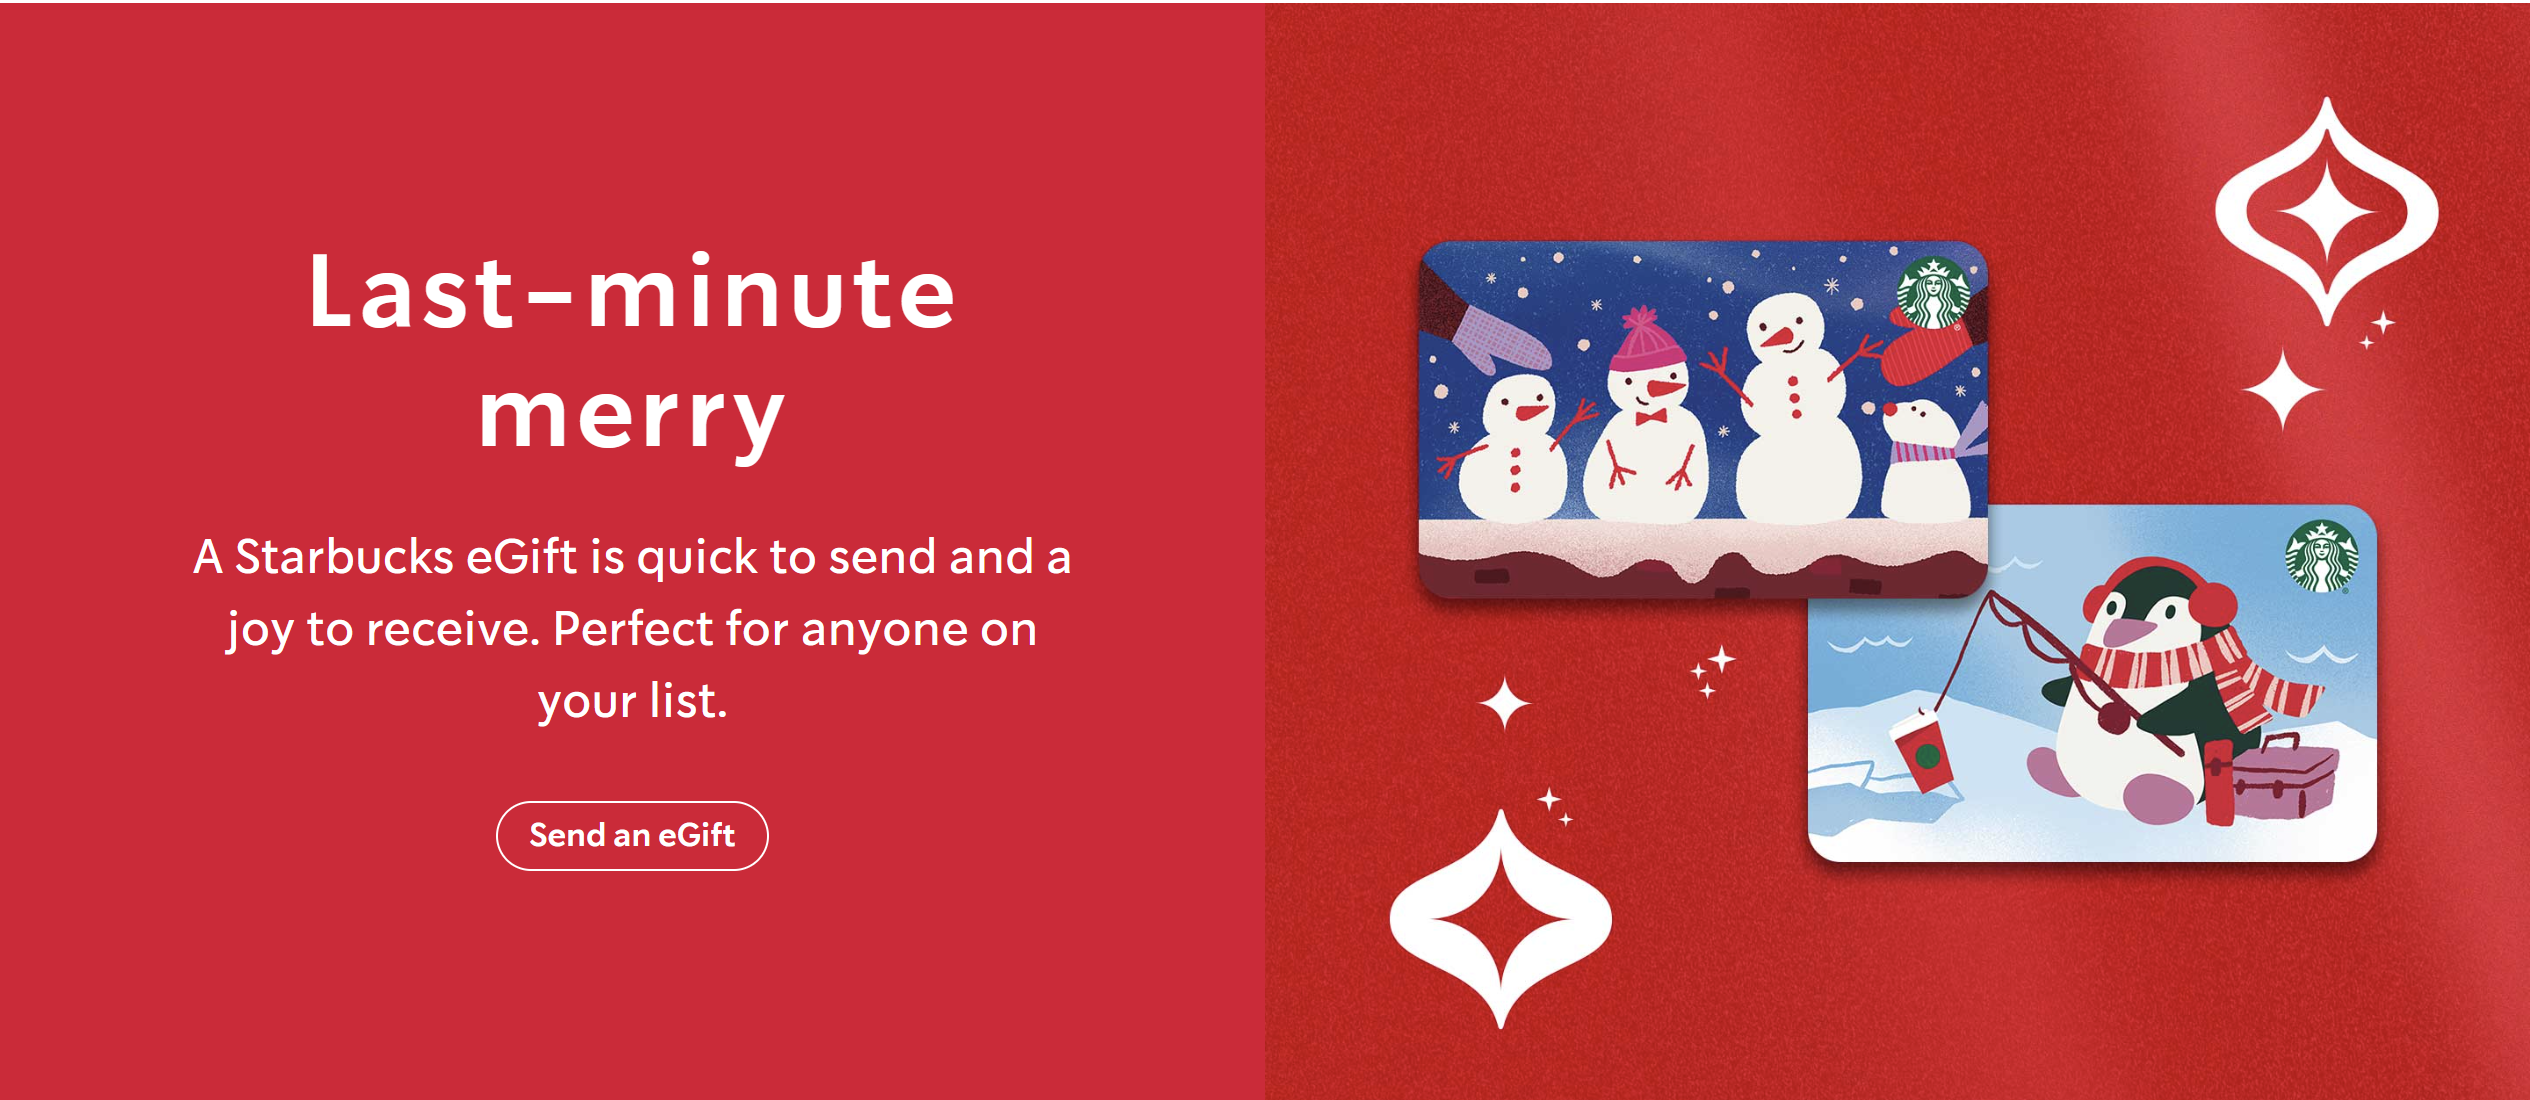 Last-minute
merry
A Starbucks eGift is quick to send and a
joy to receive. Perfect for anyone on
your list.
Send an eGift